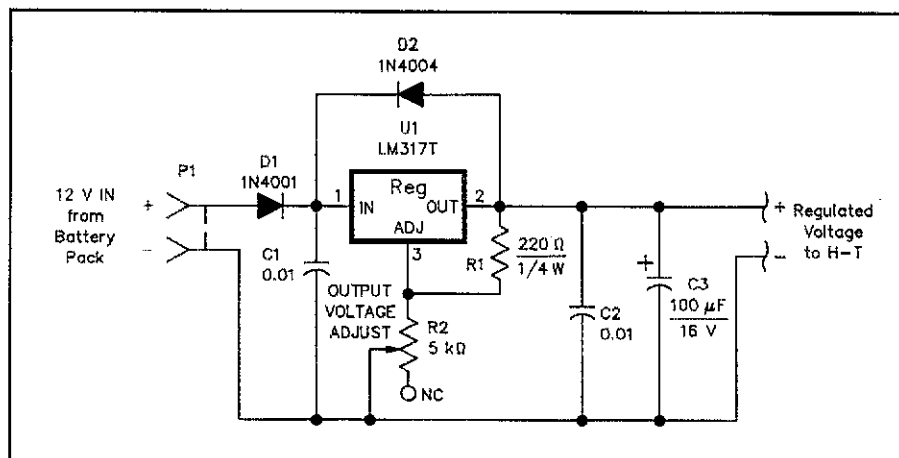 D2
1N4004
U1
LM317T
D1
1N4001
P1
12 V IN
from
Battery
Pack
+
–
1
Reg
2
IN
OUT
ADJ
3
C1
0.01
R1
220 Ω
1/4 W
OUTPUT
VOLTAGE
ADJUST
R2
5 kΩ
NC
C2
0.01
+
C3
100 µF
16 V
+
–
Regulated
Voltage
to H-T